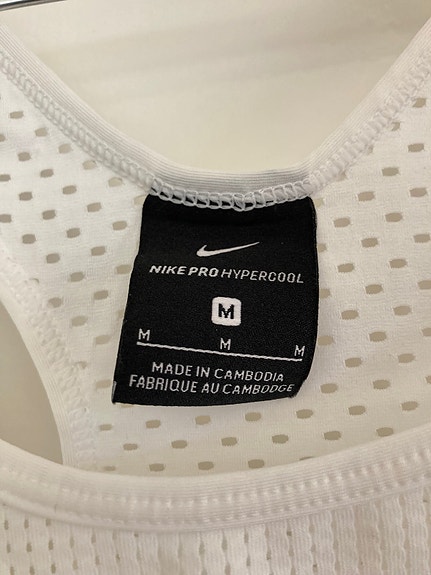 NIKE PRO HYPERCOOL
M
M M M
MADE IN CAMBODIA
FABRIQUE AU CAMBODGE